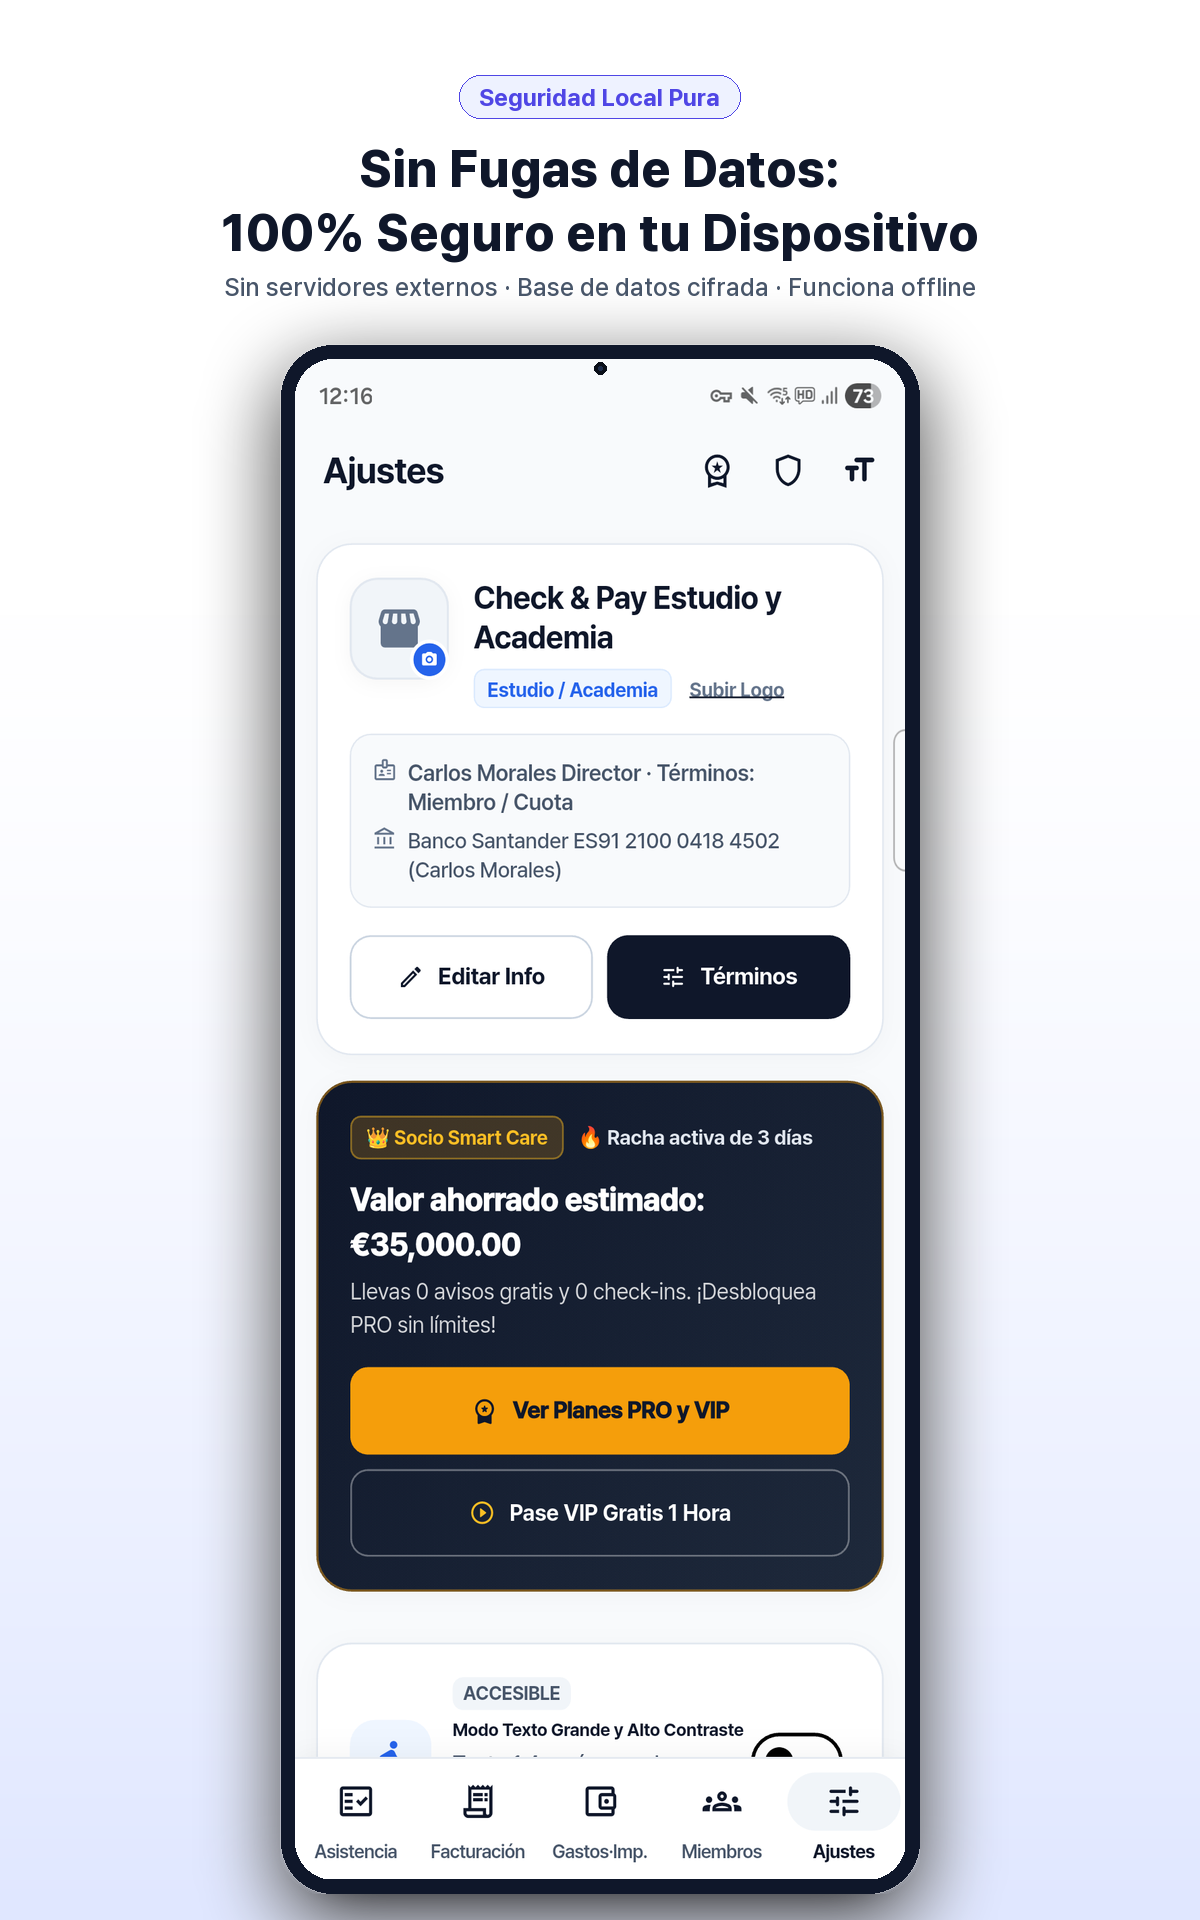 Seguridad Local Pura
Sin Fugas de Datos:
100% Seguro en tu Dispositivo
Sin servidores externos · Base de datos cifrada · Funciona offline
12:16
HD
73
Ajustes
Check & Pay Estudio y
Academia
Estudio / Academia
Subir Logo
Carlos Morales Director · Términos:
Miembro / Cuota
Banco Santander ES91 2100 0418 4502
(Carlos Morales)
Editar Info
Términos
👑 Socio Smart Care
🔥 Racha activa de 3 días
Valor ahorrado estimado:
€35,000.00
Llevas 0 avisos gratis y 0 check-ins. ¡Desbloquea
PRO sin límites!
Ver Planes PRO y VIP
Pase VIP Gratis 1 Hora
ACCESIBLE
Modo Texto Grande y Alto Contraste
Asistencia
Facturación
Gastos·Imp.
Miembros
Ajustes